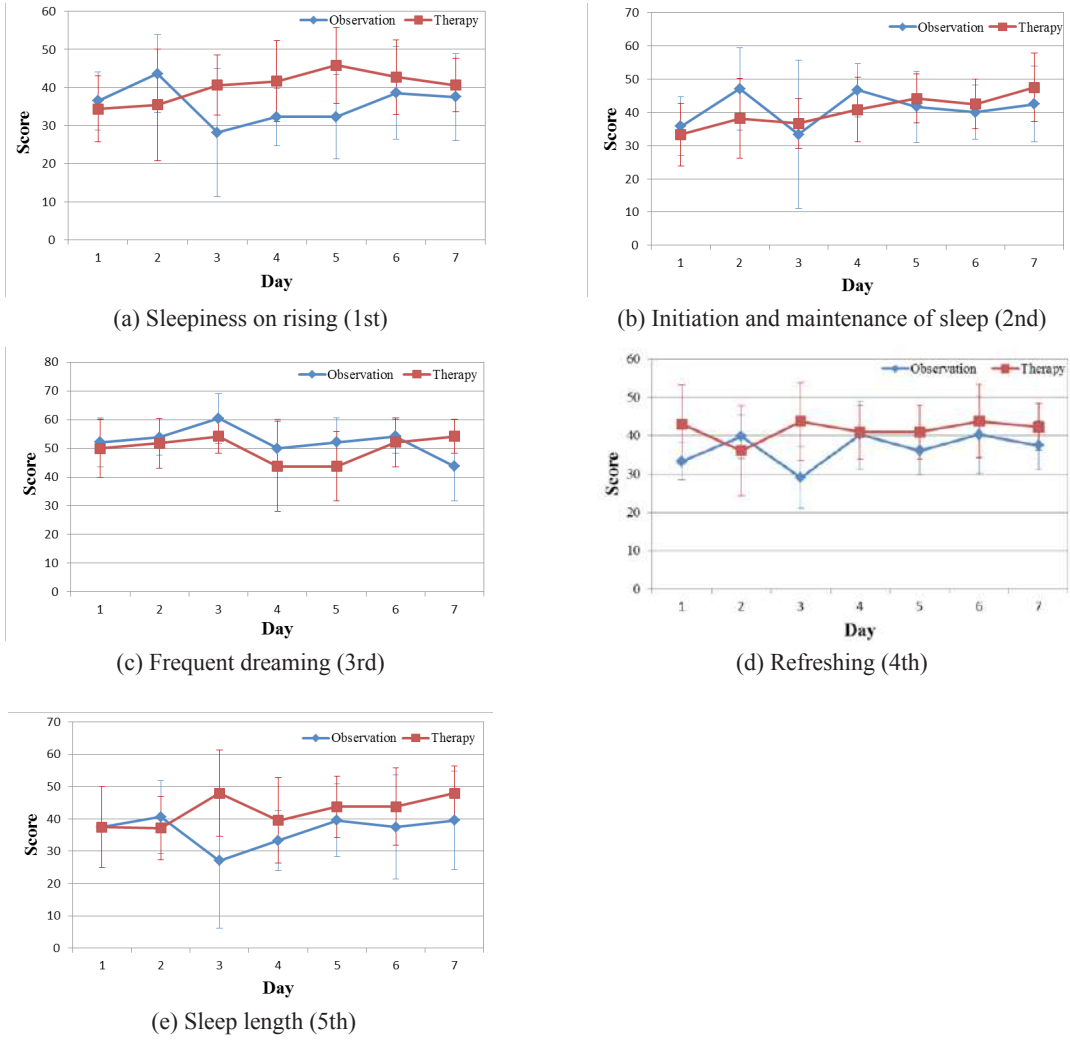 60
50
40
30
20
10
0
Score
Observation
Therapy
1 2 3 4 5 6 7
Day
(a) Sleepiness on rising (1st)
70
60
50
40
30
20
10
0
Score
Observation
Therapy
1 2 3 4 5 6 7
Day
(b) Initiation and maintenance of sleep (2nd)
80
70
60
50
40
30
20
10
0
Score
Observation
Therapy
1 2 3 4 5 6 7
Day
(c) Frequent dreaming (3rd)
60
50
40
30
20
10
0
Score
Observation
Therapy
1 2 3 4 5 6 7
Day
(d) Refreshing (4th)
70
60
50
40
30
20
10
0
Score
Observation
Therapy
1 2 3 4 5 6 7
Day
(e) Sleep length (5th)